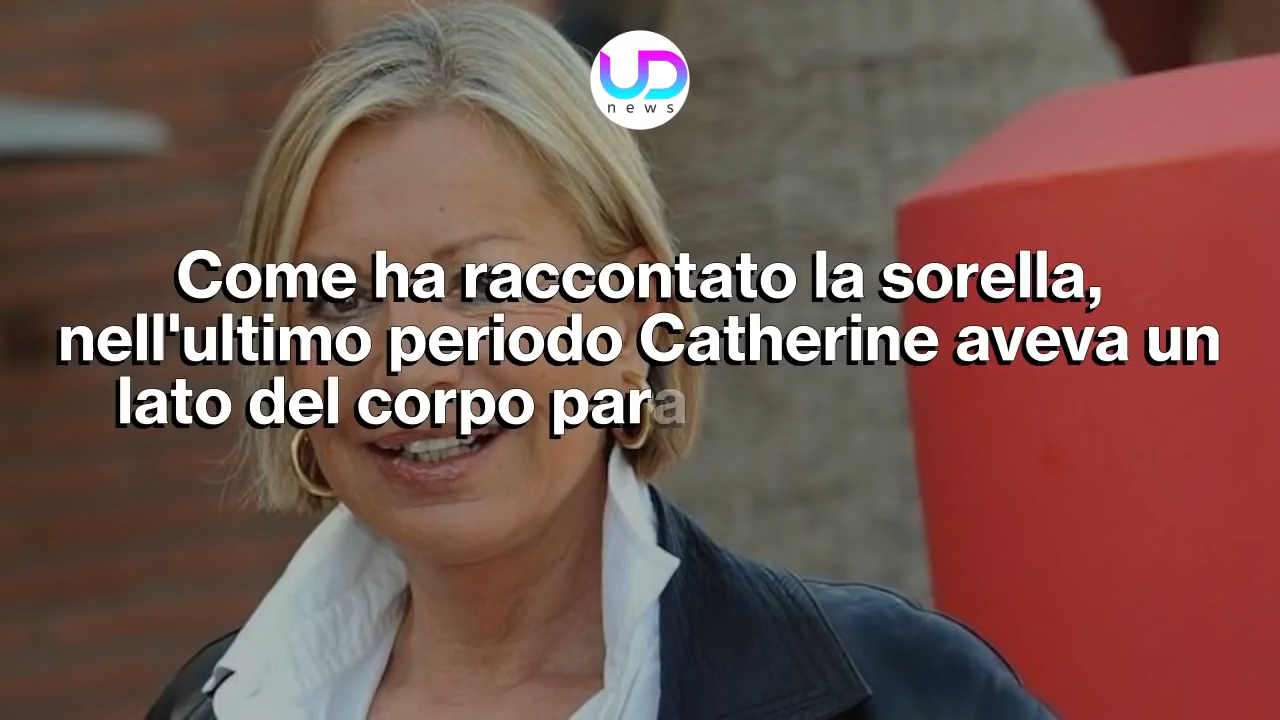 UD
news
Come ha raccontato la sorella,
nell'ultimo periodo Catherine aveva un
lato del corpo para